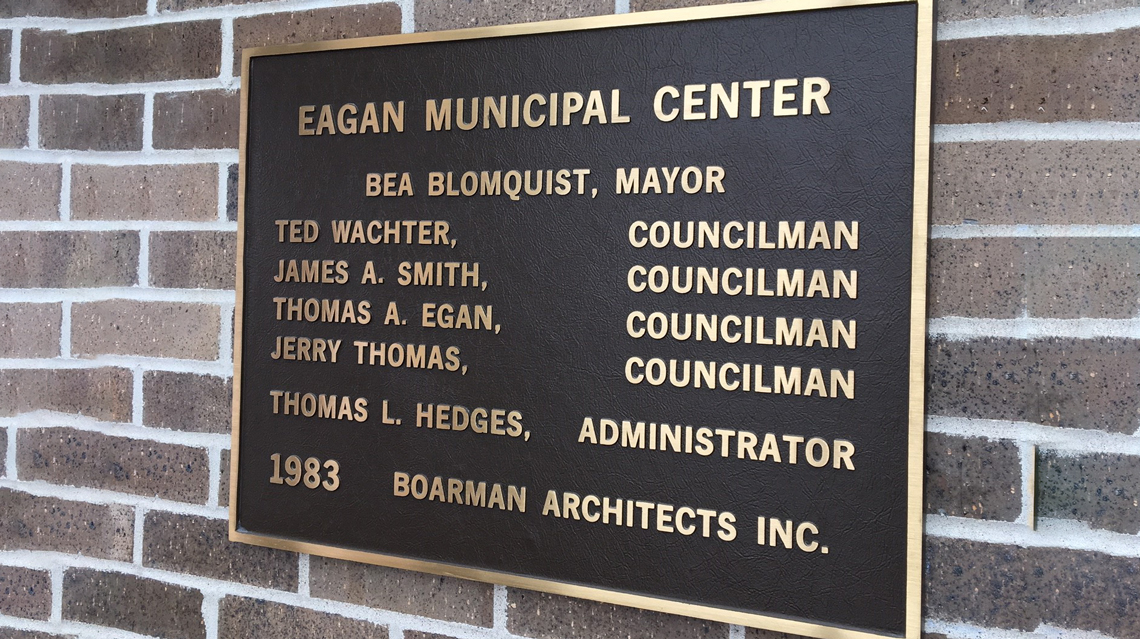 EAGAN MUNICIPAL CENTER
BEA BLOMQUIST, MAYOR
TED WACHTER, COUNCILMAN
JAMES A. SMITH, COUNCILMAN
THOMAS A. EGAN, COUNCILMAN
JERRY THOMAS, COUNCILMAN
THOMAS L. HEDGES, ADMINISTRATOR
1983 BOARMAN ARCHITECTS INC.